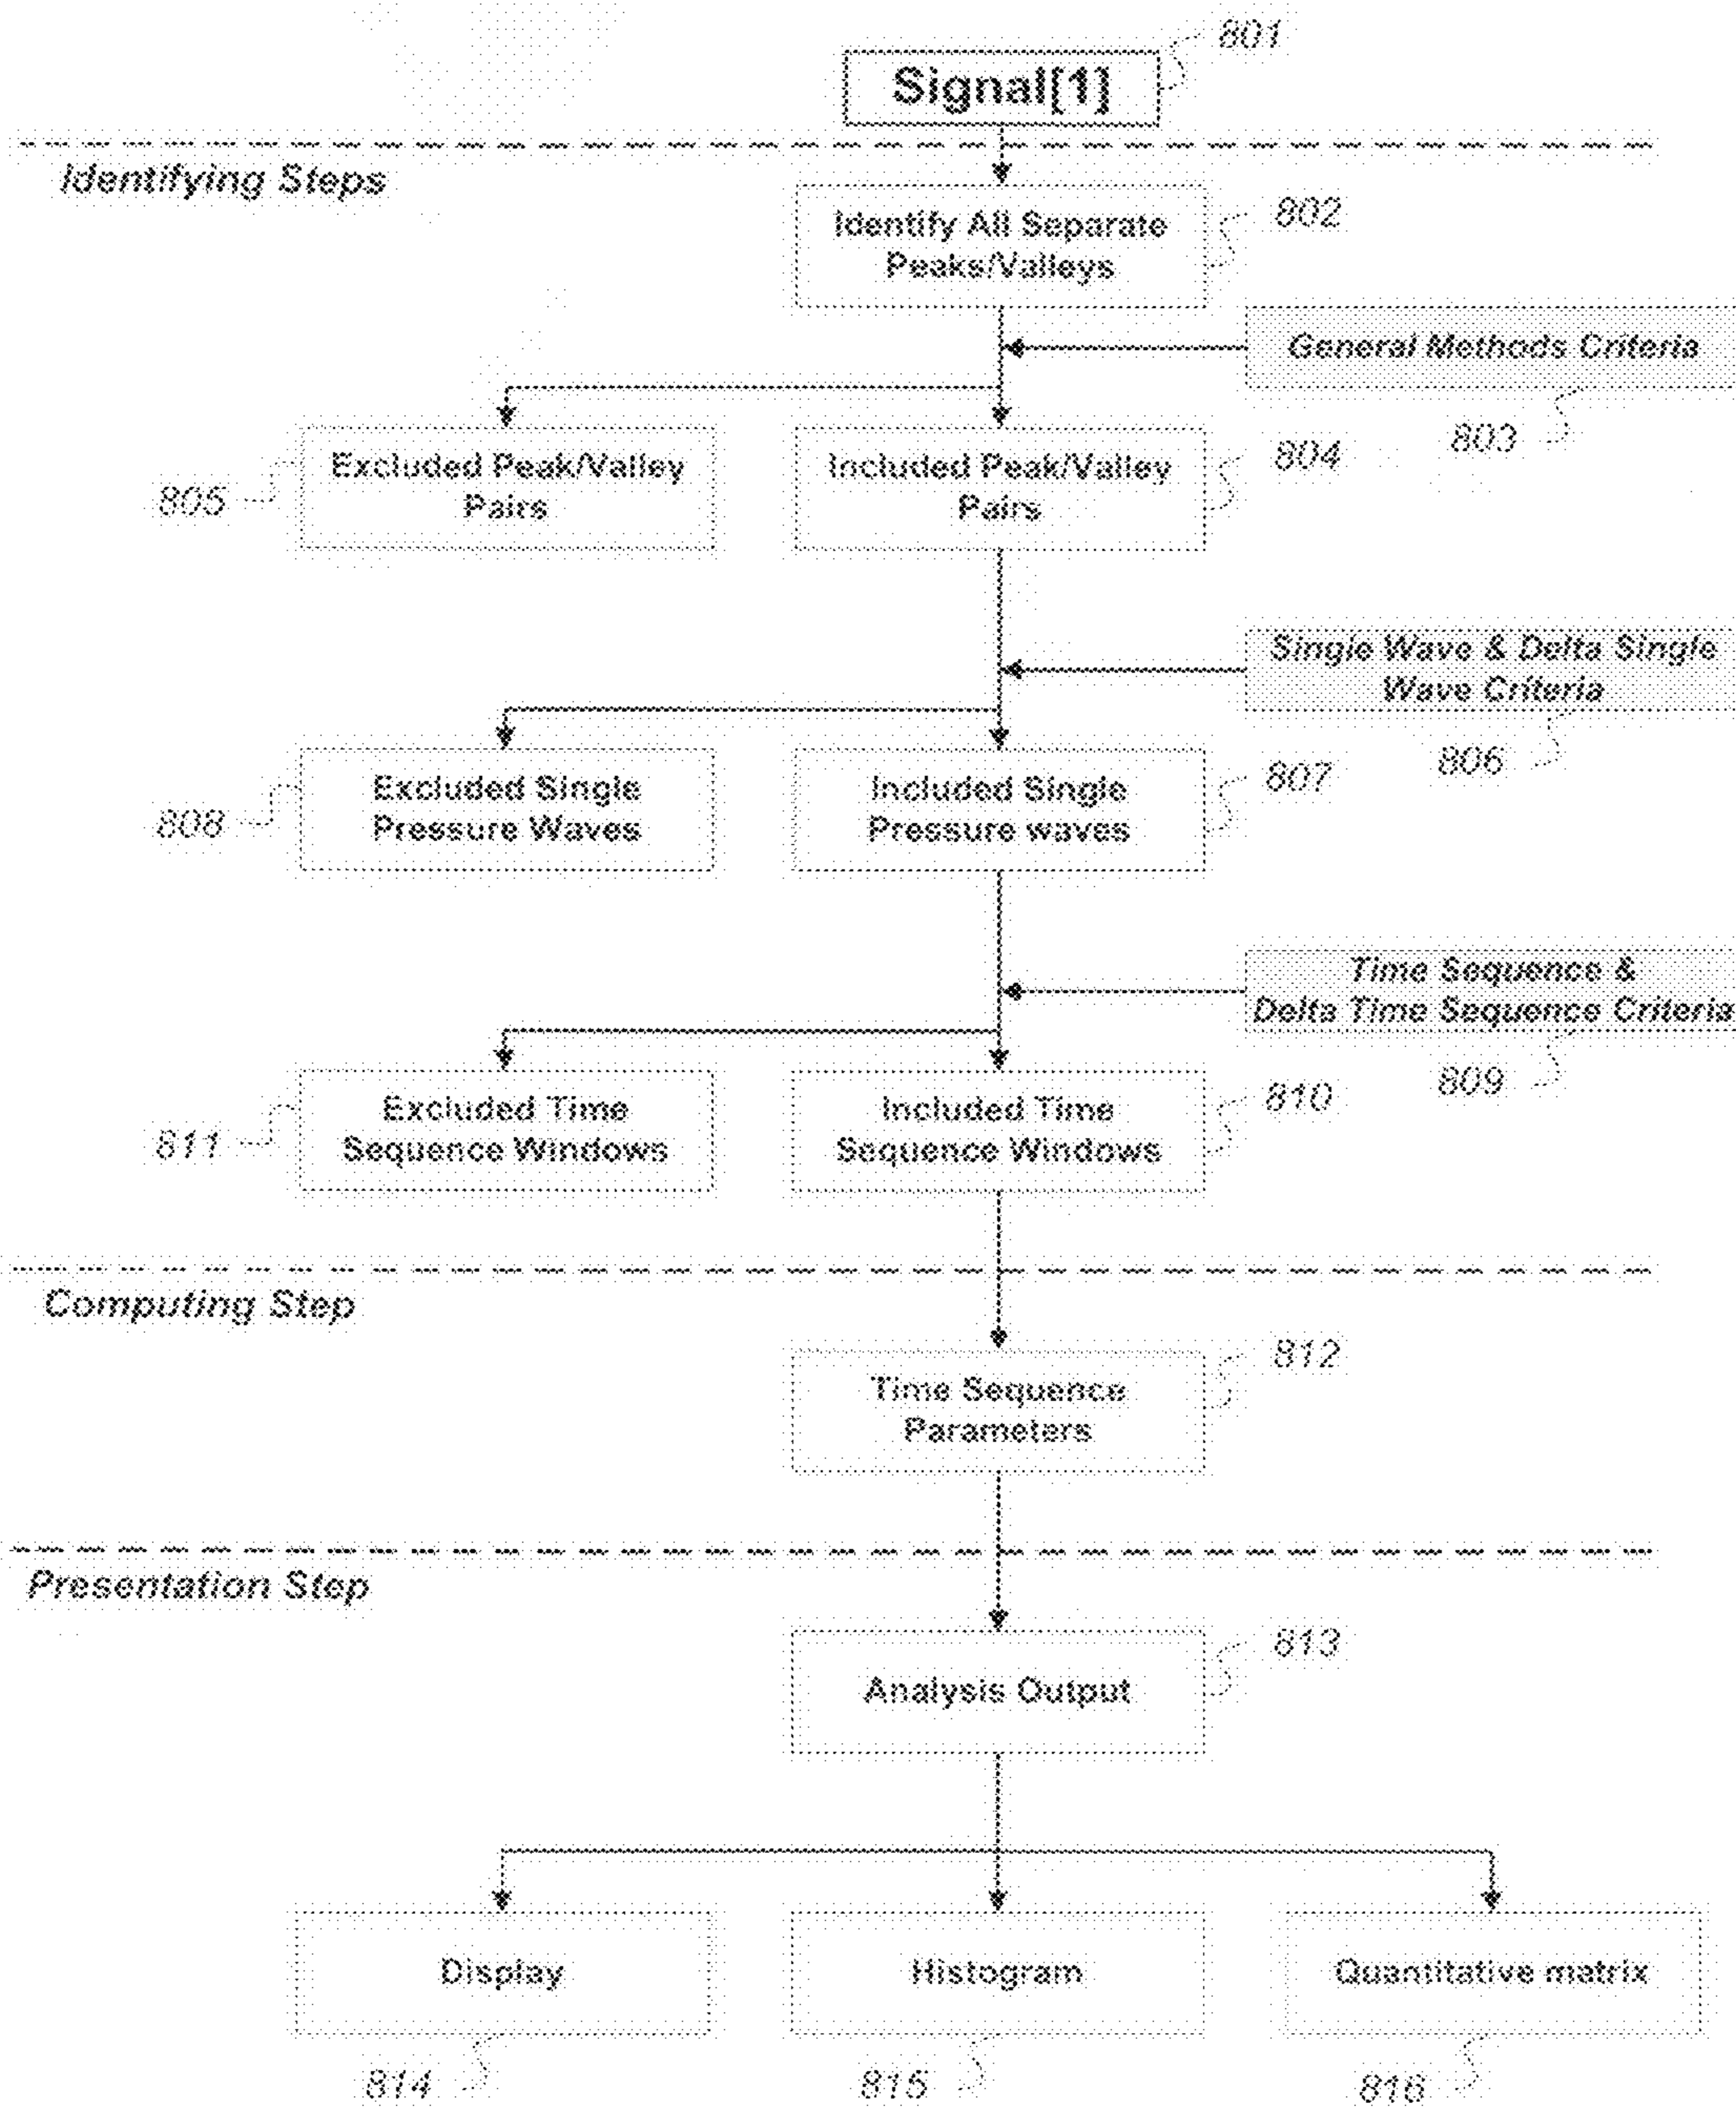 801
Signal[1]
Identifying Steps
802
Identify All Separate
Peaks/Valleys
General Methods Criteria
803
804
Excluded Peak/Valley
Pairs
Included Peak/Valley
Pairs
805
Single Wave & Delta Single
Wave Criteria
806
807
Excluded Single
Pressure Waves
Included Single
Pressure waves
808
Time Sequence &
Delta Time Sequence Criteria
809
810
Excluded Time
Sequence Windows
Included Time
Sequence Windows
811
Computing Step
812
Time Sequence
Parameters
Presentation Step
813
Analysis Output
Display
Histogram
Quantitative matrix
814
815
816